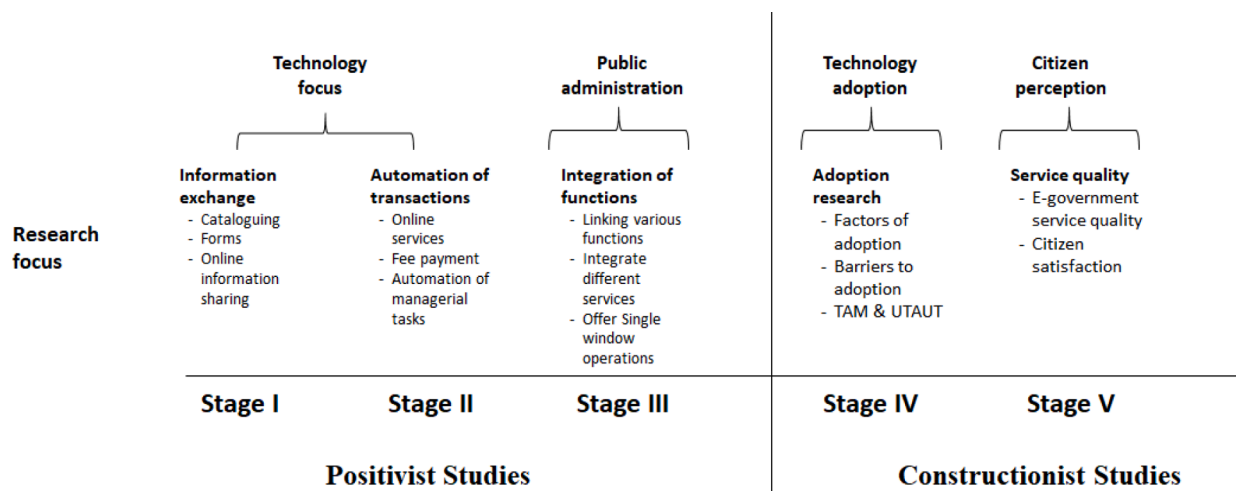 Technology
focus
Public
administration
Technology
adoption
Citizen
perception
Research
focus
Information
exchange
- Cataloguing
- Forms
- Online
information
sharing
Automation of
transactions
- Online
services
- Fee payment
- Automation of
managerial
tasks
Integration of
functions
- Linking various
functions
- Integrate
different
services
- Offer Single
window
operations
Adoption
research
- Factors of
adoption
- Barriers to
adoption
- TAM & UTAUT
Service quality
- E-government
service quality
- Citizen
satisfaction
Stage I
Stage II
Stage III
Stage IV
Stage V
Positivist Studies
Constructionist Studies